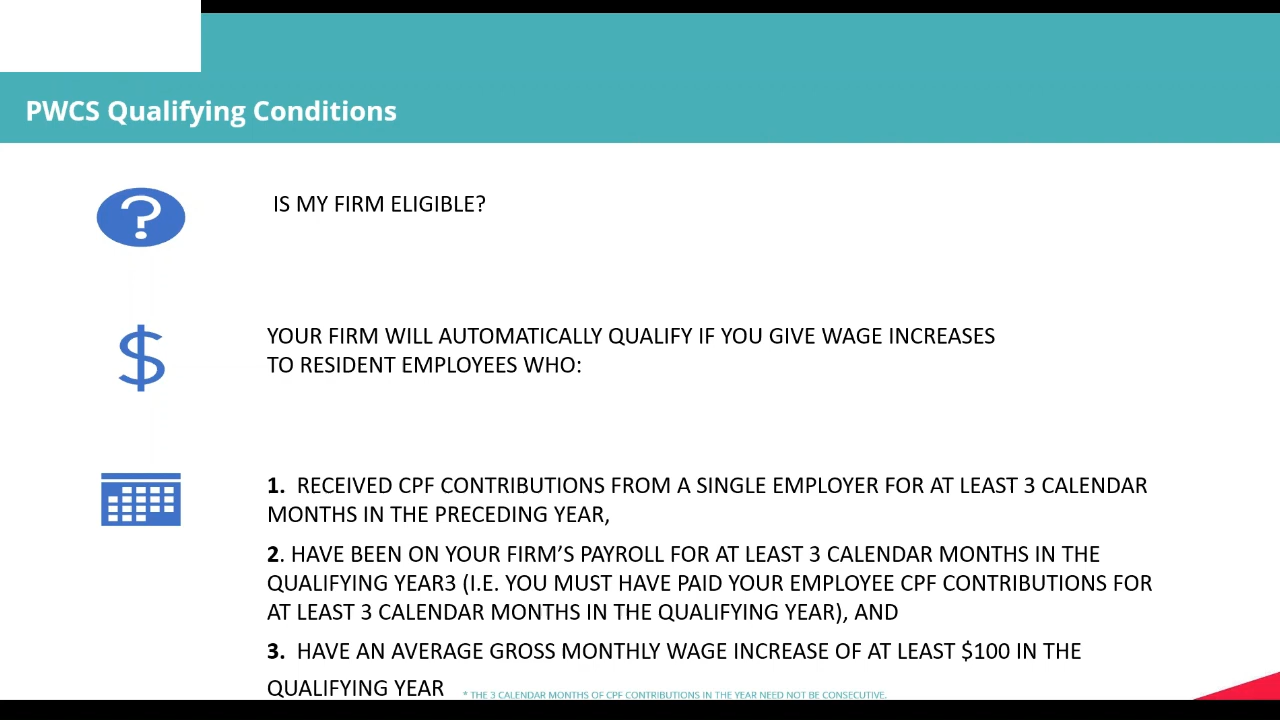 PWCS Qualifying Conditions
?
IS MY FIRM ELIGIBLE?
$
YOUR FIRM WILL AUTOMATICALLY QUALIFY IF YOU GIVE WAGE INCREASES
TO RESIDENT EMPLOYEES WHO:
1. RECEIVED CPF CONTRIBUTIONS FROM A SINGLE EMPLOYER FOR AT LEAST 3 CALENDAR
MONTHS IN THE PRECEDING YEAR,
2. HAVE BEEN ON YOUR FIRM’S PAYROLL FOR AT LEAST 3 CALENDAR MONTHS IN THE
QUALIFYING YEAR3 (I.E. YOU MUST HAVE PAID YOUR EMPLOYEE CPF CONTRIBUTIONS FOR
AT LEAST 3 CALENDAR MONTHS IN THE QUALIFYING YEAR), AND
3. HAVE AN AVERAGE GROSS MONTHLY WAGE INCREASE OF AT LEAST $100 IN THE
QUALIFYING YEAR
* THE 3 CALENDAR MONTHS OF CPF CONTRIBUTIONS IN THE YEAR NEED NOT BE CONSECUTIVE.